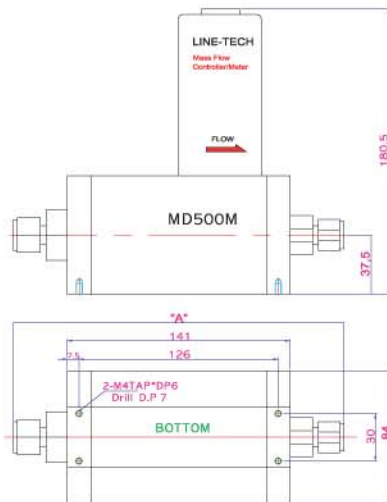 LINE-TECH
Mass Flow
Controller/Meter
FLOW
180.5
MD500M
37.5
"A"
141
7.5
126
2-M4TAP*DP6
Drill D.P 7
BOTTOM
30
84